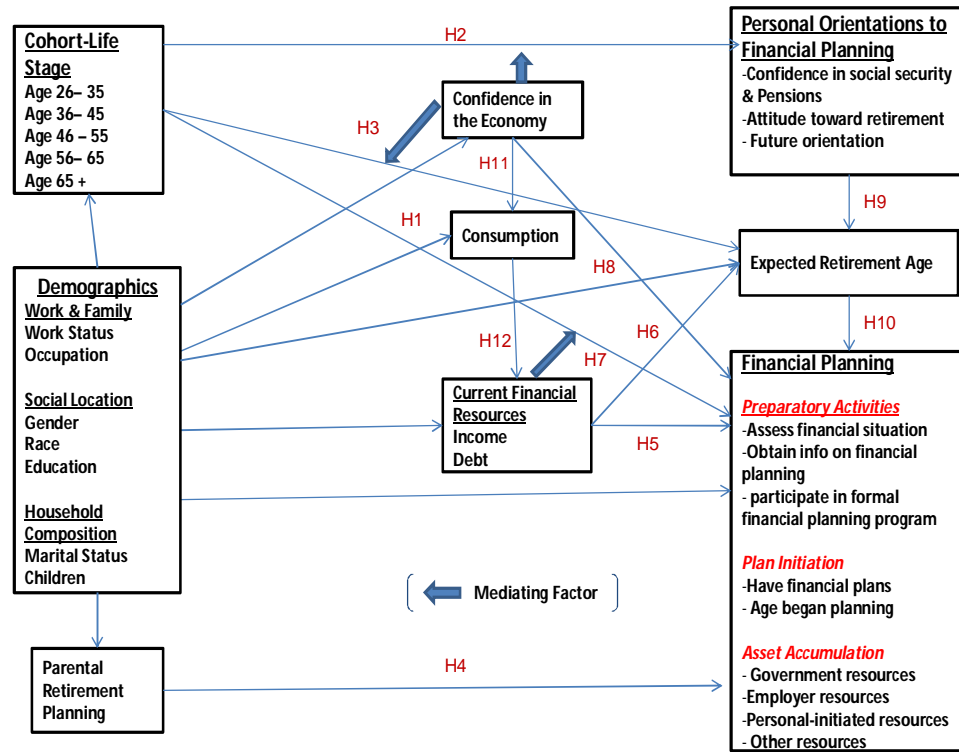 Cohort-Life
Stage
Age 26– 35
Age 36– 45
Age 46 – 55
Age 56– 65
Age 65 +
H2
Personal Orientations to
Financial Planning
-Confidence in social security
& Pensions
-Attitude toward retirement
- Future orientation
Confidence in
the Economy
H3
H11
H9
H1
Consumption
H8
Expected Retirement Age
Demographics
Work & Family
Work Status
Occupation
Social Location
Gender
Race
Education
Household
Composition
Marital Status
Children
H12
H7
H6
H10
Current Financial
Resources
Income
Debt
H5
Financial Planning
Preparatory Activities
-Assess financial situation
-Obtain info on financial
planning
- participate in formal
financial planning program
Plan Initiation
-Have financial plans
- Age began planning
Asset Accumulation
- Government resources
-Employer resources
-Personal-initiated resources
- Other resources
Mediating Factor
Parental
Retirement
Planning
H4